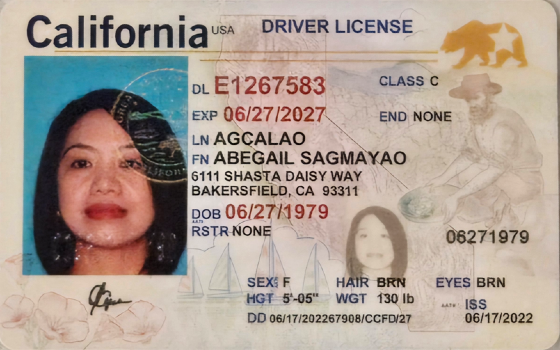 California USA DRIVER LICENSE
DL E1267583 CLASS C
EXP 06/27/2027 END NONE
LN AGCALAO
FN ABEGAIL SAGMAYAO
6111 SHASTA DAISY WAY
BAKERSFIELD, CA 93311
DOB 06/27/1979
RSTR NONE 06271979
SEX F HAIR BRN EYES BRN
HGT 5'-05" WGT 130 lb ISS
DD 06/17/202267908/CCFD/27 06/17/2022